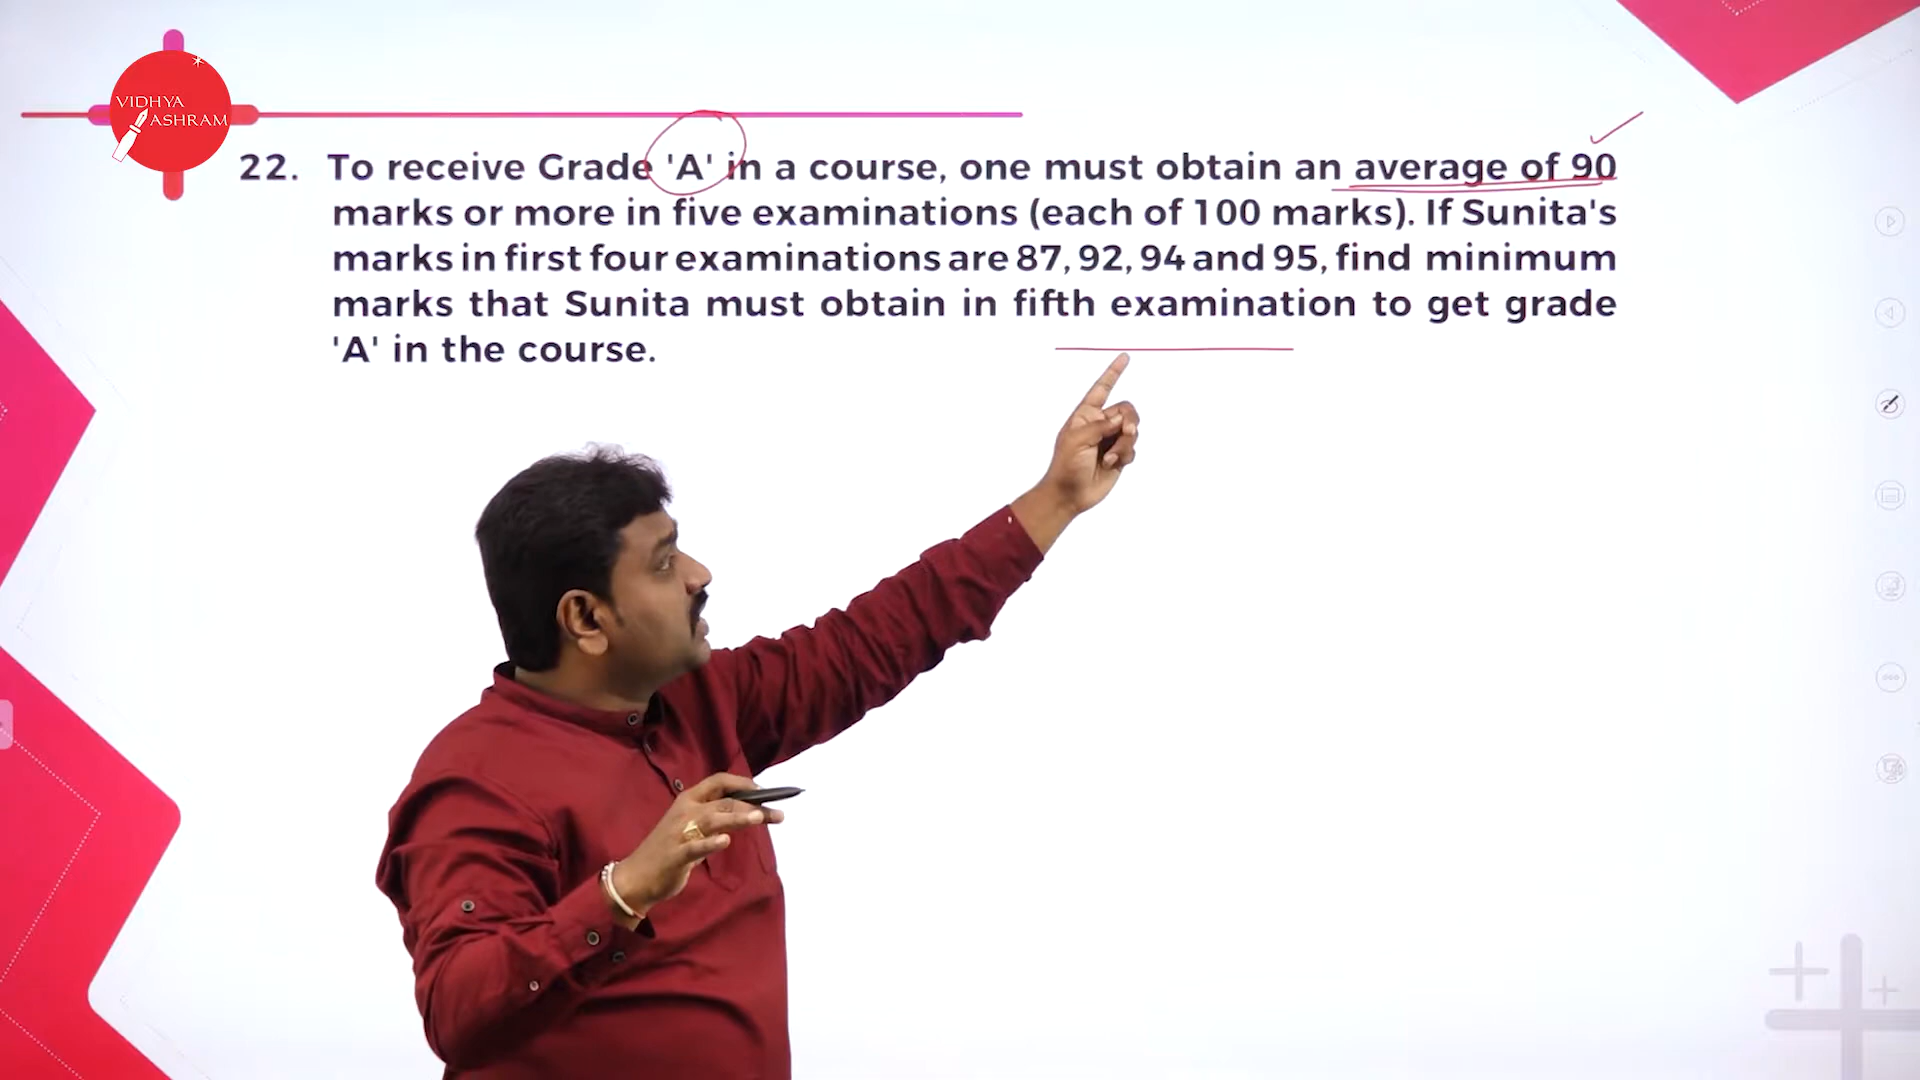 VIDHYA
ASHRAM
22. To receive Grade 'A' in a course, one must obtain an average of 90
marks or more in five examinations (each of 100 marks). If Sunita's
marks in first four examinations are 87, 92, 94 and 95, find minimum
marks that Sunita must obtain in fifth examination to get grade
'A' in the course.